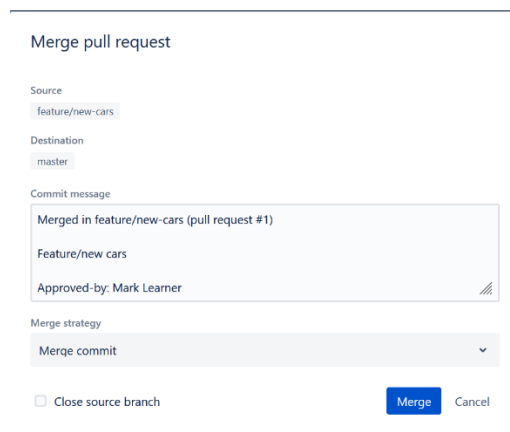 Merge pull request
Source
feature/new-cars
Destination
master
Commit message
Merged in feature/new-cars (pull request #1)
Feature/new cars
Approved-by: Mark Learner
Merge strategy
Merge commit
Close source branch
Merge
Cancel